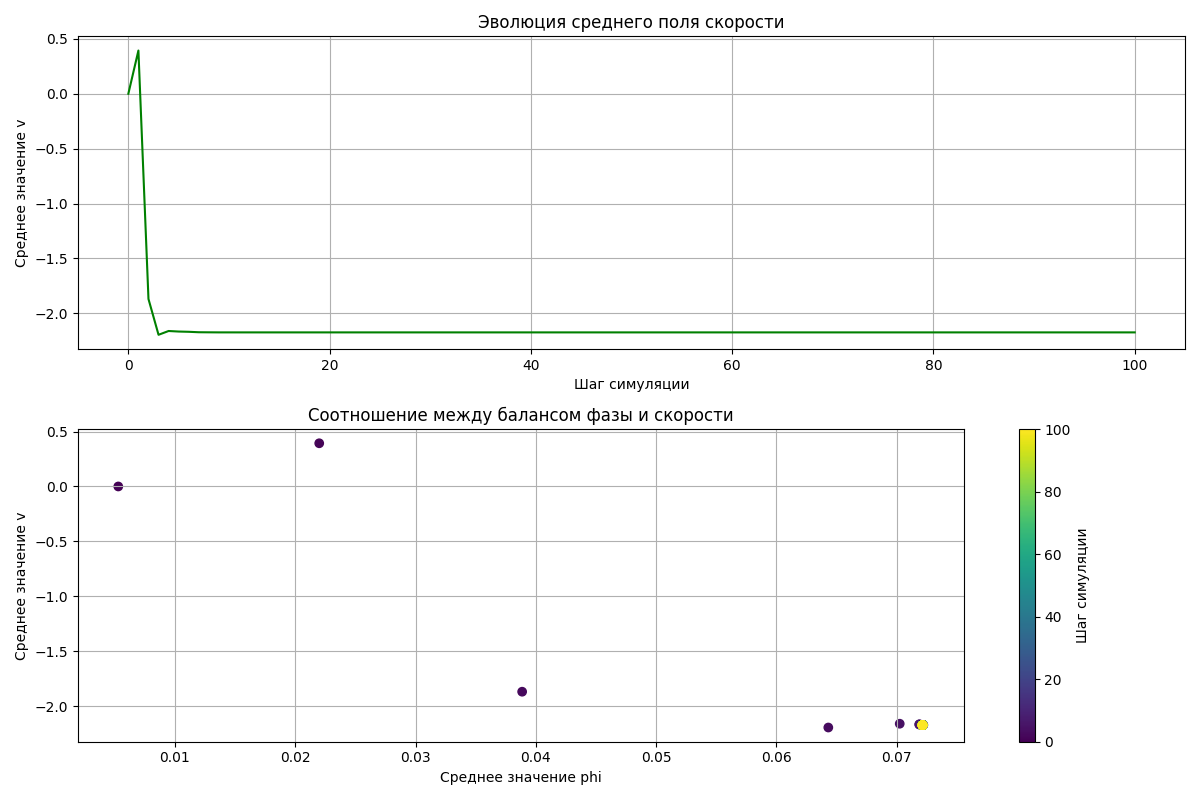 Эволюция среднего поля скорости
0.5
0.0
−0.5
−1.0
−1.5
−2.0
Среднее значение v
0 20 40 60 80 100
Шаг симуляции
Соотношение между балансом фазы и скорости
0.5
0.0
−0.5
−1.0
−1.5
−2.0
Среднее значение v
0.01 0.02 0.03 0.04 0.05 0.06 0.07
Среднее значение phi
100
80
60
40
20
0
Шаг симуляции